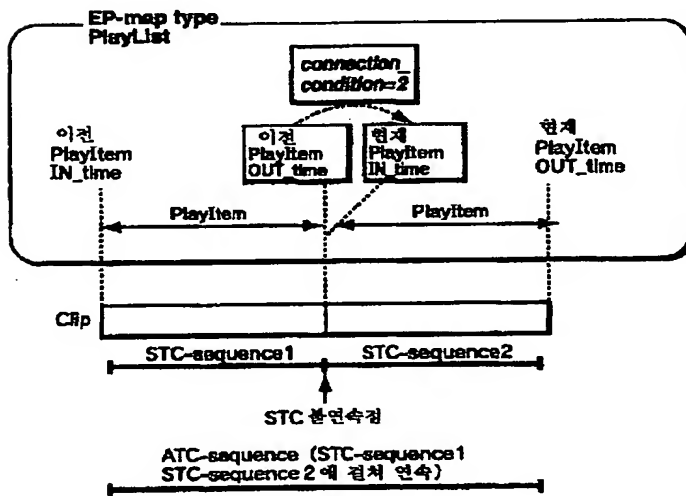 EP-map type
PlayList
connection_
condition=2
이전
PlayItem
IN_time
이전
PlayItem
OUT_time
현재
PlayItem
IN_time
현재
PlayItem
OUT_time
PlayItem
PlayItem
Clip
STC-sequence1
STC-sequence2
STC 불연속점
ATC-sequence (STC-sequence1
STC-sequence2에 걸쳐 연속)